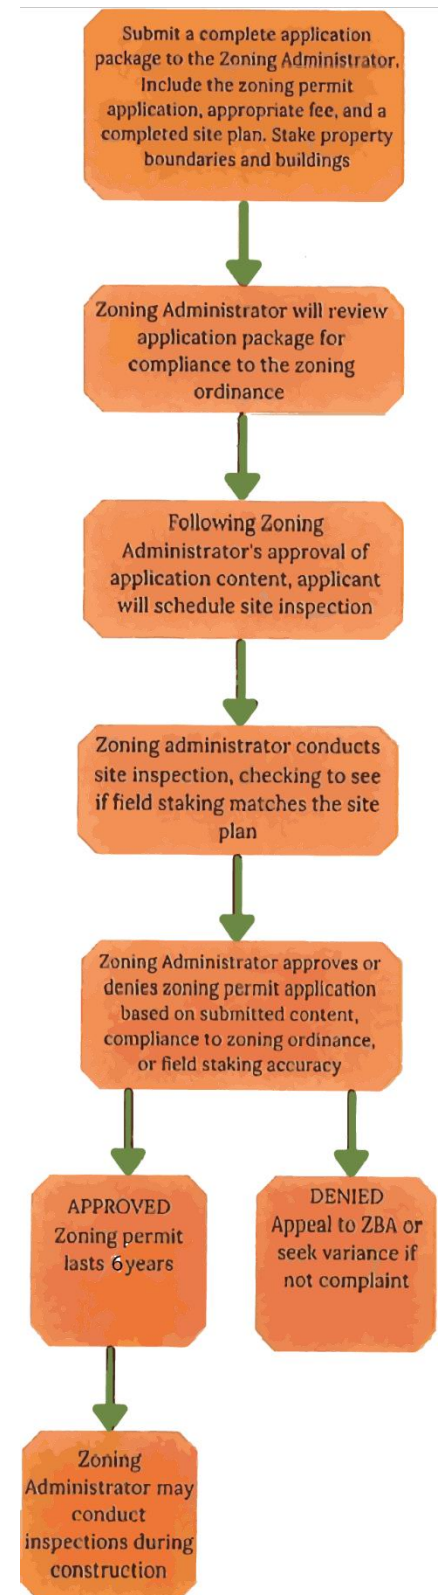 Submit a complete application
package to the Zoning Administrator.
Include the zoning permit
application, appropriate fee, and a
completed site plan. Stake property
boundaries and buildings
Zoning Administrator will review
application package for
compliance to the zoning
ordinance
Following Zoning
Administrator's approval of
application content, applicant
will schedule site inspection
Zoning administrator conducts
site inspection, checking to see
if field staking matches the site
plan
Zoning Administrator approves or
denies zoning permit application
based on submitted content,
compliance to zoning ordinance,
or field staking accuracy
APPROVED
Zoning permit
lasts 6 years
DENIED
Appeal to ZBA or
seek variance if
not complaint
Zoning
Administrator may
conduct
inspections during
construction